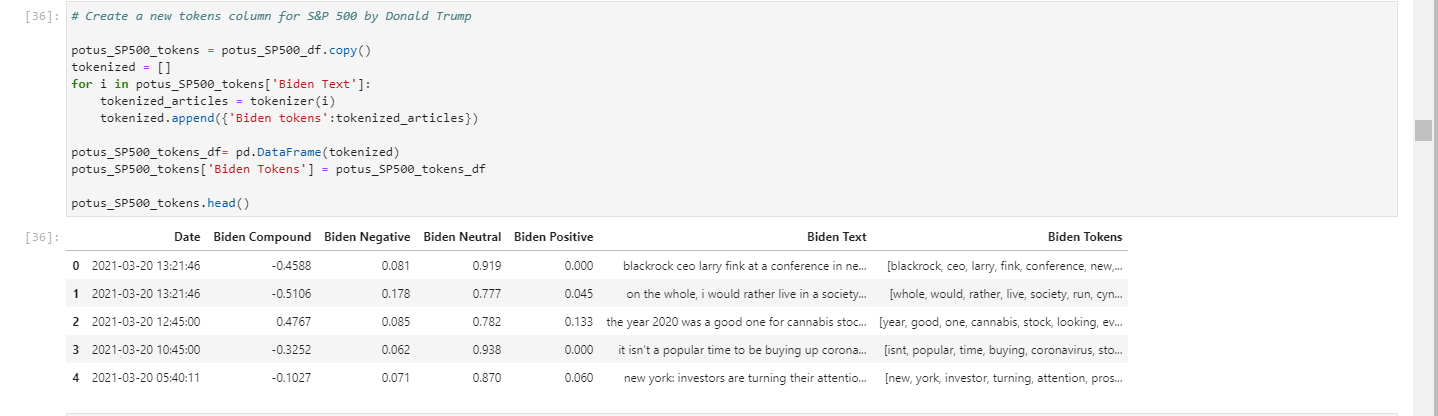 [36]: # Create a new tokens column for S&P 500 by Donald Trump
potus_SP500_tokens = potus_SP500_df.copy()
tokenized = []
for i in potus_SP500_tokens['Biden Text']:
    tokenized_articles = tokenizer(i)
    tokenized.append({'Biden tokens':tokenized_articles})
potus_SP500_tokens_df= pd.DataFrame(tokenized)
potus_SP500_tokens['Biden Tokens'] = potus_SP500_tokens_df
potus_SP500_tokens.head()
[36]: Date Biden Compound Biden Negative Biden Neutral Biden Positive Biden Text Biden Tokens
0 2021-03-20 13:21:46 -0.4588 0.081 0.919 0.000 blackrock ceo larry fink at a conference in ne... [blackrock, ceo, larry, fink, conference, new,...
1 2021-03-20 13:21:46 -0.5106 0.178 0.777 0.045 on the whole, i would rather live in a society... [whole, would, rather, live, society, run, cyn...
2 2021-03-20 12:45:00 0.4767 0.085 0.782 0.133 the year 2020 was a good one for cannabis stoc... [year, good, one, cannabis, stock, looking, ev...
3 2021-03-20 10:45:00 -0.3252 0.062 0.938 0.000 it isn't a popular time to be buying up corona... [isnt, popular, time, buying, coronavirus, sto...
4 2021-03-20 05:40:11 -0.1027 0.071 0.870 0.060 new york: investors are turning their attentio... [new, york, investor, turning, attention, pros...